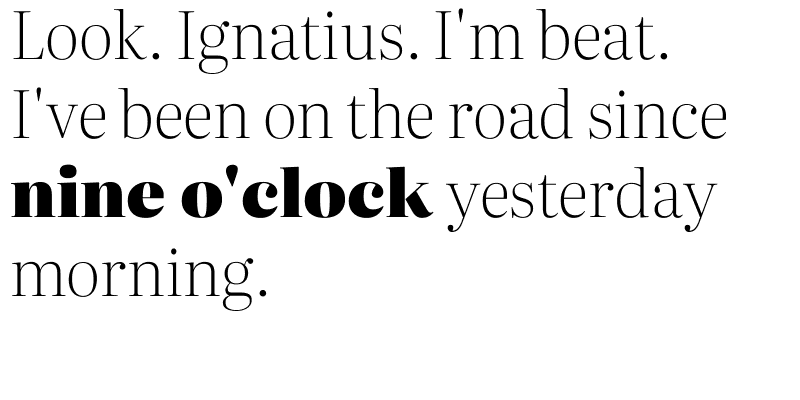 Look. Ignatius. I'm beat.
I've been on the road since
nine o'clock yesterday
morning.